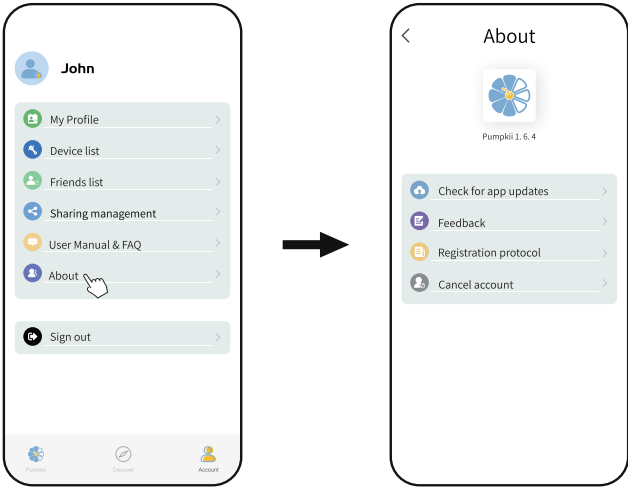 John
My Profile
Device list
Friends list
Sharing management
User Manual & FAQ
About
Sign out
Pumpkii
Discover
Account
About
Pumpkii 1. 6. 4
Check for app updates
Feedback
Registration protocol
Cancel account